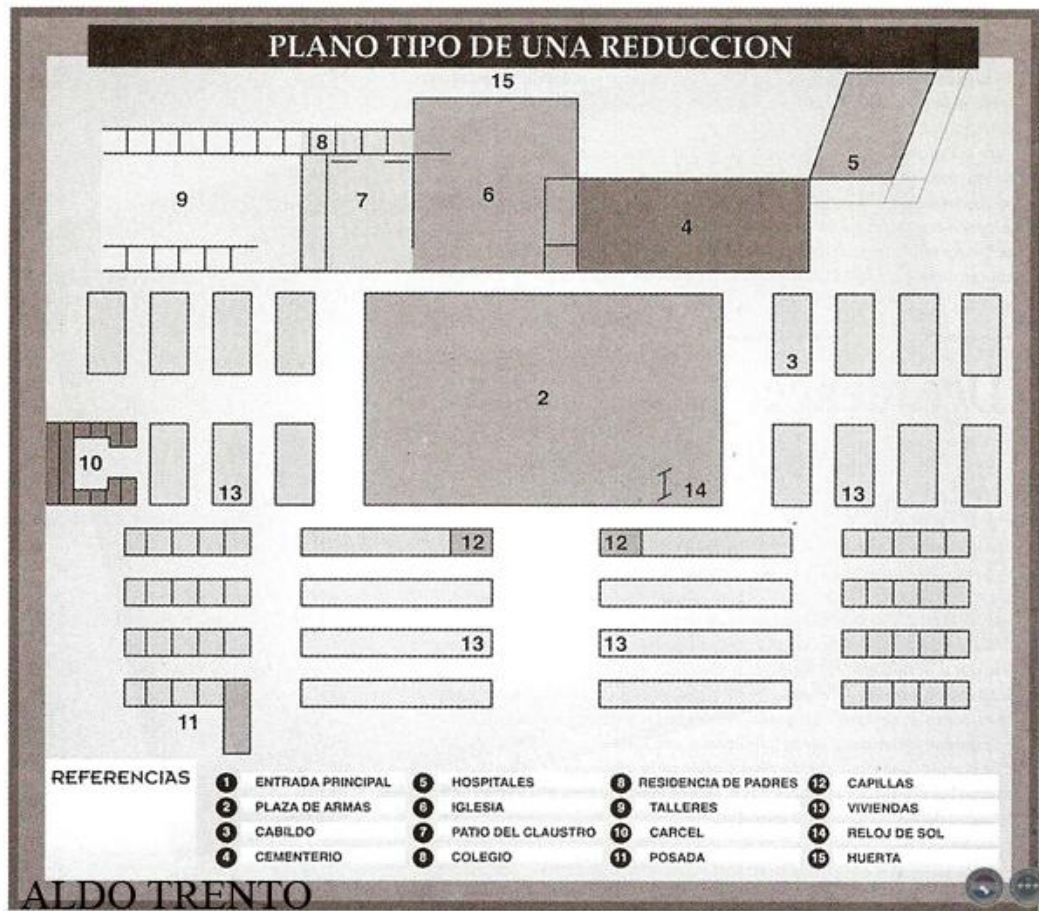 PLANO TIPO DE UNA REDUCCION
15
8
5
9
7
6
4
3
2
10
13
14
13
12
12
13
13
11
REFERENCIAS
1 ENTRADA PRINCIPAL
2 PLAZA DE ARMAS
3 CABILDO
4 CEMENTERIO
5 HOSPITALES
6 IGLESIA
7 PATIO DEL CLAUSTRO
8 COLEGIO
8 RESIDENCIA DE PADRES
9 TALLERES
10 CARCEL
11 POSADA
12 CAPILLAS
13 VIVIENDAS
14 RELOJ DE SOL
15 HUERTA
ALDO TRENTO